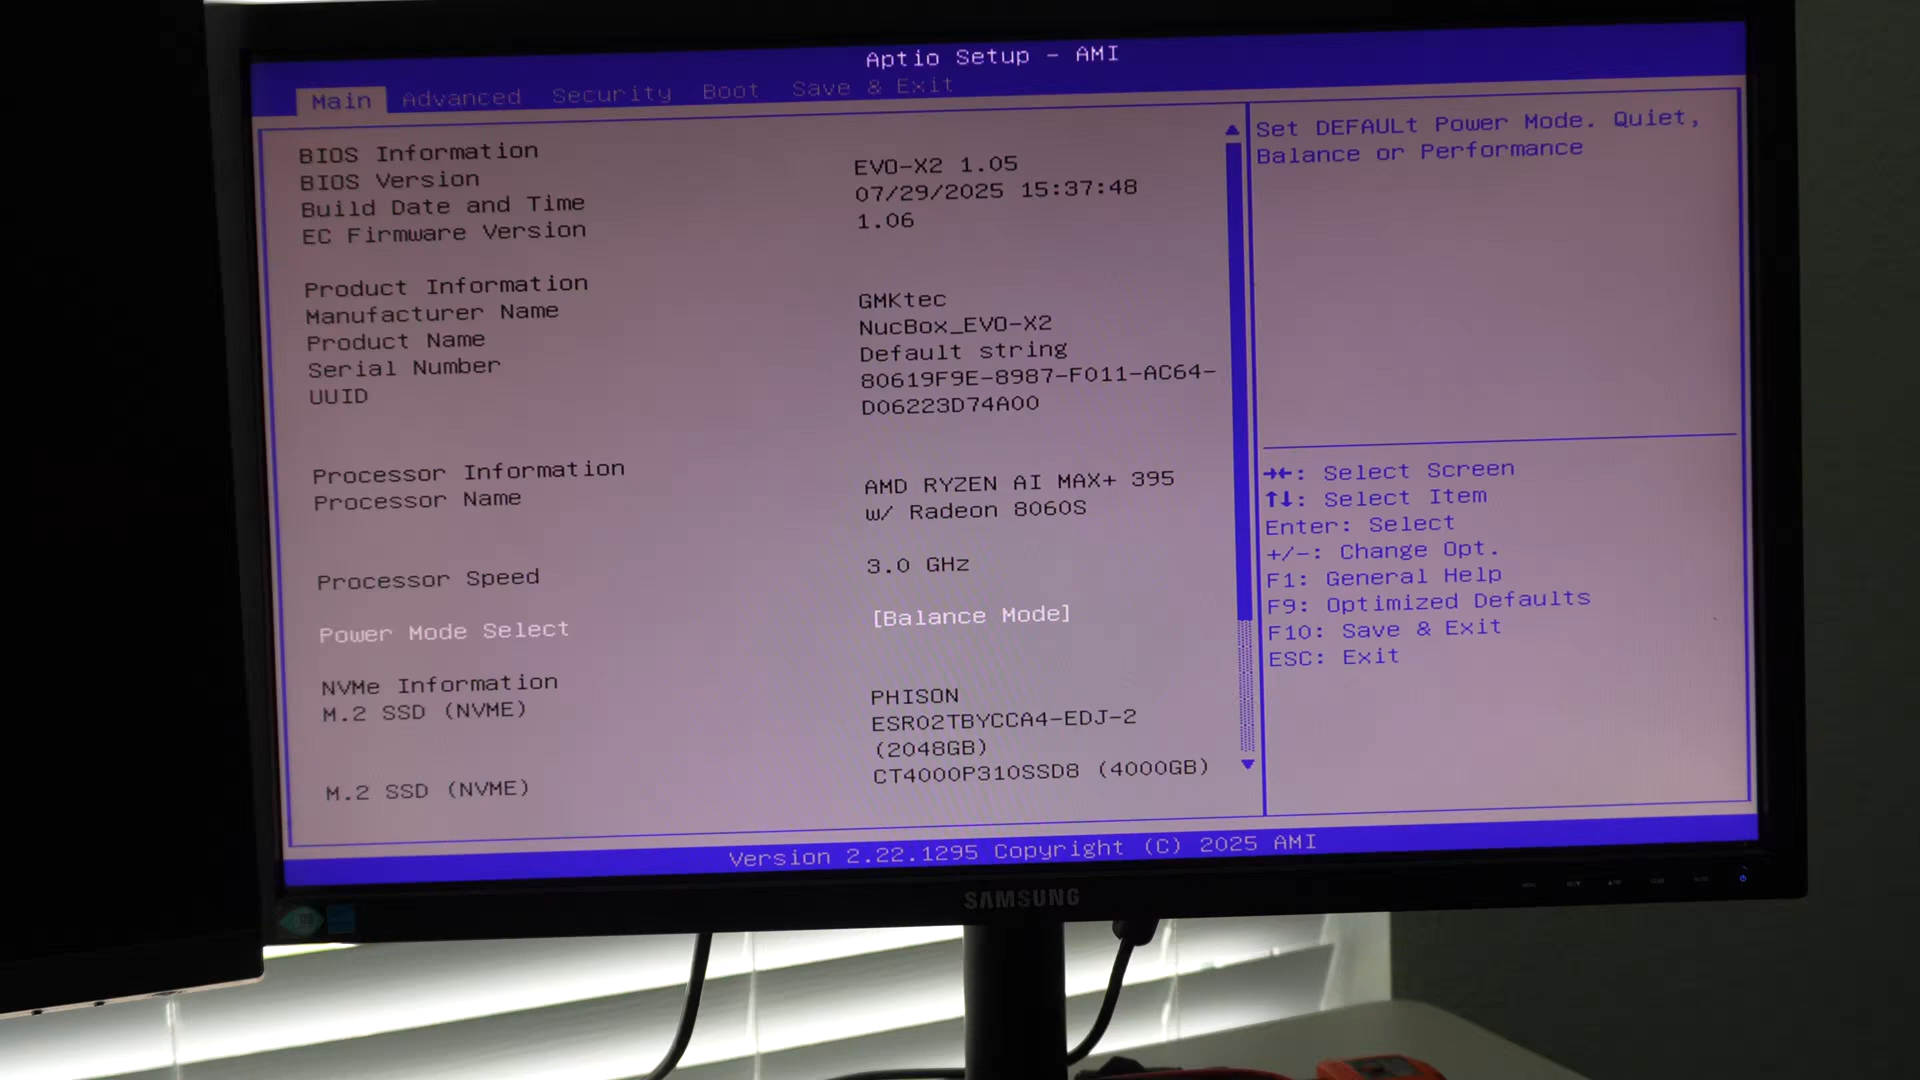 Aptio Setup - AMI
Main Advanced Security Boot Save & Exit
BIOS Information
BIOS Version EVO-X2 1.05
Build Date and Time 07/29/2025 15:37:48
EC Firmware Version 1.06
Product Information
Manufacturer Name GMKtec
Product Name NucBox_EVO-X2
Serial Number Default string
UUID 80619F9E-8987-F011-AC64-
D06223D74A00
Processor Information
Processor Name AMD RYZEN AI MAX+ 395
w/ Radeon 8060S
Processor Speed 3.0 GHz
Power Mode Select [Balance Mode]
NVMe Information
M.2 SSD (NVME) PHISON
ESR02TBYCCA4-EDJ-2
(2048GB)
M.2 SSD (NVME) CT4000P310SSD8 (4000GB)
Set DEFAULt Power Mode. Quiet,
Balance or Performance
→←: Select Screen
↑↓: Select Item
Enter: Select
+/-: Change Opt.
F1: General Help
F9: Optimized Defaults
F10: Save & Exit
ESC: Exit
Version 2.22.1295 Copyright (C) 2025 AMI
SAMSUNG